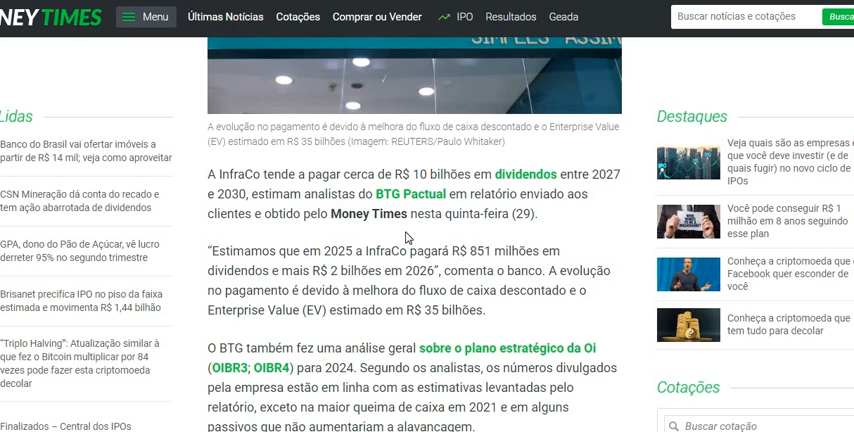 NEY TIMES
Menu
Últimas Notícias
Cotações
Comprar ou Vender
IPO
Resultados
Geada
Buscar notícias e cotações
Busca
SIMPLES ASSIM
A evolução no pagamento é devido à melhora do fluxo de caixa descontado e o Enterprise Value
(EV) estimado em R$ 35 bilhões (Imagem: REUTERS/Paulo Whitaker)
Lidas
Banco do Brasil vai ofertar imóveis a
partir de R$ 14 mil; veja como aproveitar
CSN Mineração dá conta do recado e
tem ação abarrotada de dividendos
GPA, dono do Pão de Açúcar, vê lucro
derreter 95% no segundo trimestre
Brisanet precifica IPO no piso da faixa
estimada e movimenta R$ 1,44 bilhão
“Triplo Halving”: Atualização similar à
que fez o Bitcoin multiplicar por 84
vezes pode fazer esta criptomoeda
decolar
Finalizados – Central dos IPOs
A InfraCo tende a pagar cerca de R$ 10 bilhões em dividendos entre 2027
e 2030, estimam analistas do BTG Pactual em relatório enviado aos
clientes e obtido pelo Money Times nesta quinta-feira (29).
“Estimamos que em 2025 a InfraCo pagará R$ 851 milhões em
dividendos e mais R$ 2 bilhões em 2026”, comenta o banco. A evolução
no pagamento é devido à melhora do fluxo de caixa descontado e o
Enterprise Value (EV) estimado em R$ 35 bilhões.
O BTG também fez uma análise geral sobre o plano estratégico da Oi
(OIBR3; OIBR4) para 2024. Segundo os analistas, os números divulgados
pela empresa estão em linha com as estimativas levantadas pelo
relatório, exceto na maior queima de caixa em 2021 e em alguns
passivos que não aumentariam a alavancagem.
Destaques
Veja quais são as empresas e
que você deve investir (e de
quais fugir) no novo ciclo de
IPOs
Você pode conseguir R$ 1
milhão em 8 anos seguindo
esse plan
Conheça a criptomoeda que o
Facebook quer esconder de
você
Conheça a criptomoeda que
tem tudo para decolar
Cotações
Buscar cotação